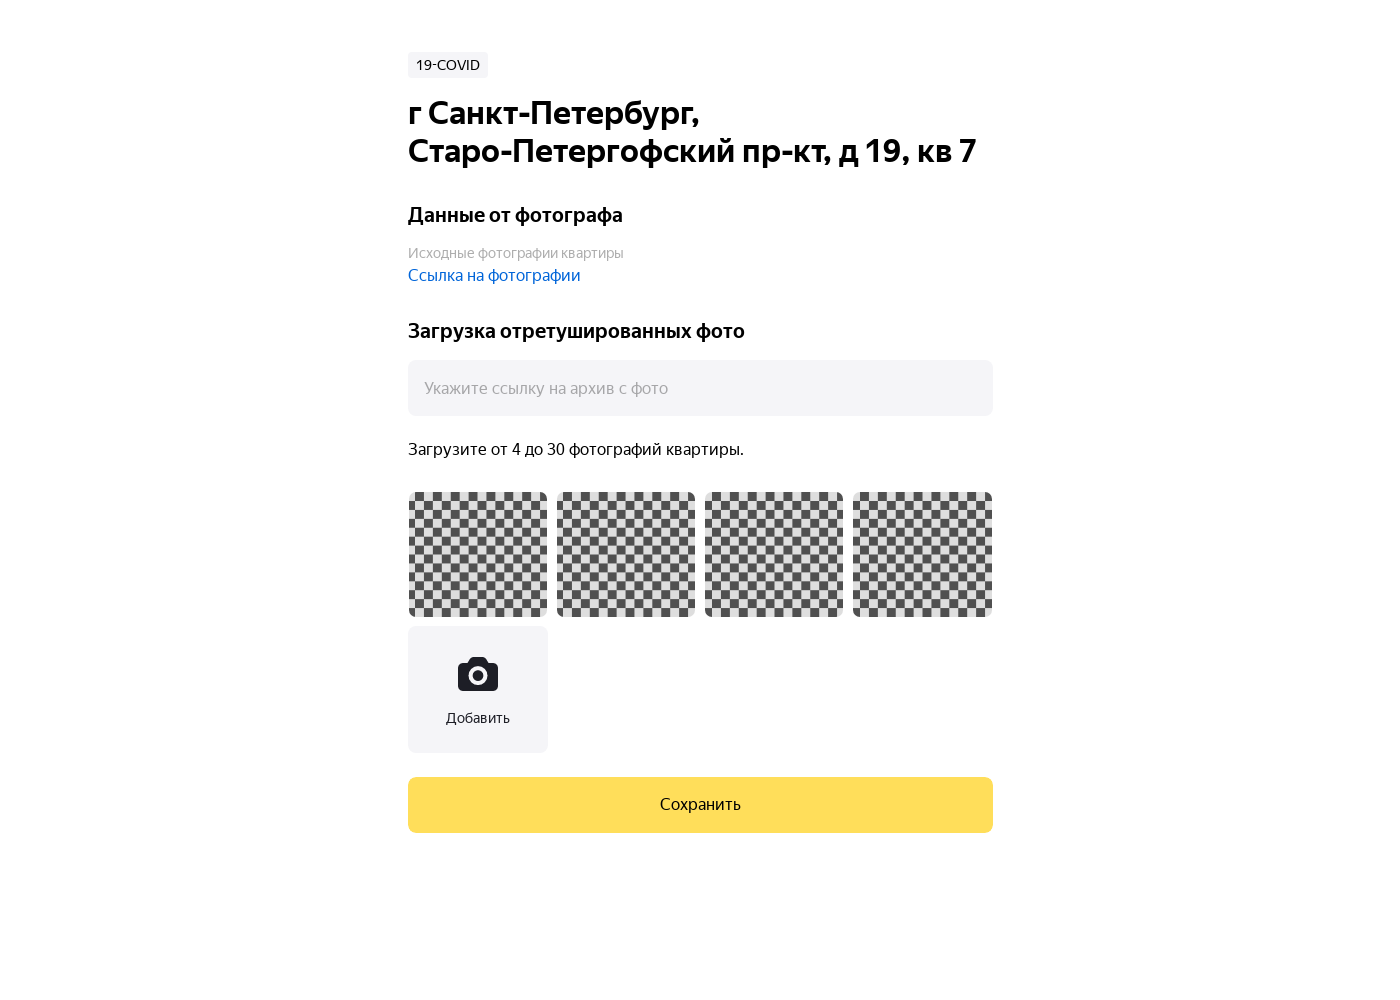 19-COVID
г Санкт-Петербург,
Старо-Петергофский пр-кт, д 19, кв 7
Данные от фотографа
Исходные фотографии квартиры
Ссылка на фотографии
Загрузка отретушированных фото
Укажите ссылку на архив с фото
Загрузите от 4 до 30 фотографий квартиры.
Добавить
Сохранить